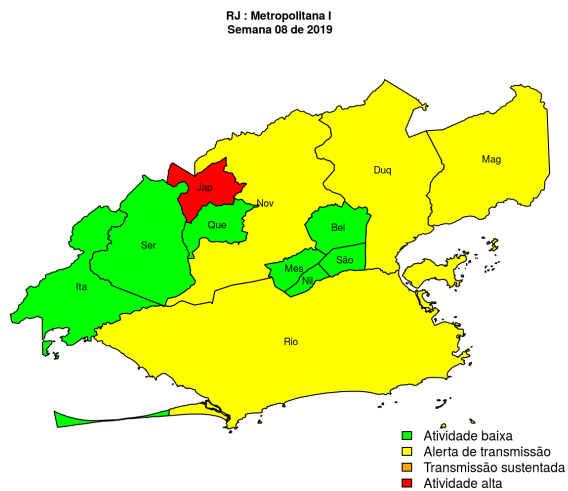 RJ : Metropolitana I
Semana 08 de 2019
Mag
Duq
Jap
Nov
Que
Bel
Ser
São
Mes
Nil
Ita
Rio
Atividade baixa
Alerta de transmissão
Transmissão sustentada
Atividade alta